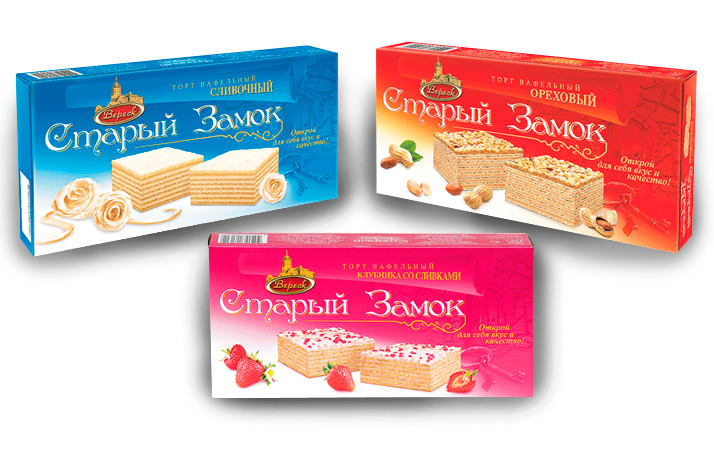 ТОРТ ВАФЕЛЬНЫЙ
СЛИВОЧНЫЙ
Вереск
Старый Замок
Открой
для себя вкус и
качество!
ТОРТ ВАФЕЛЬНЫЙ
ОРЕХОВЫЙ
Вереск
Старый Замок
Открой
для себя вкус и
качество!
ТОРТ ВАФЕЛЬНЫЙ
КЛУБНИКА СО СЛИВКАМИ
Вереск
Старый Замок
Открой
для себя вкус и
качество!